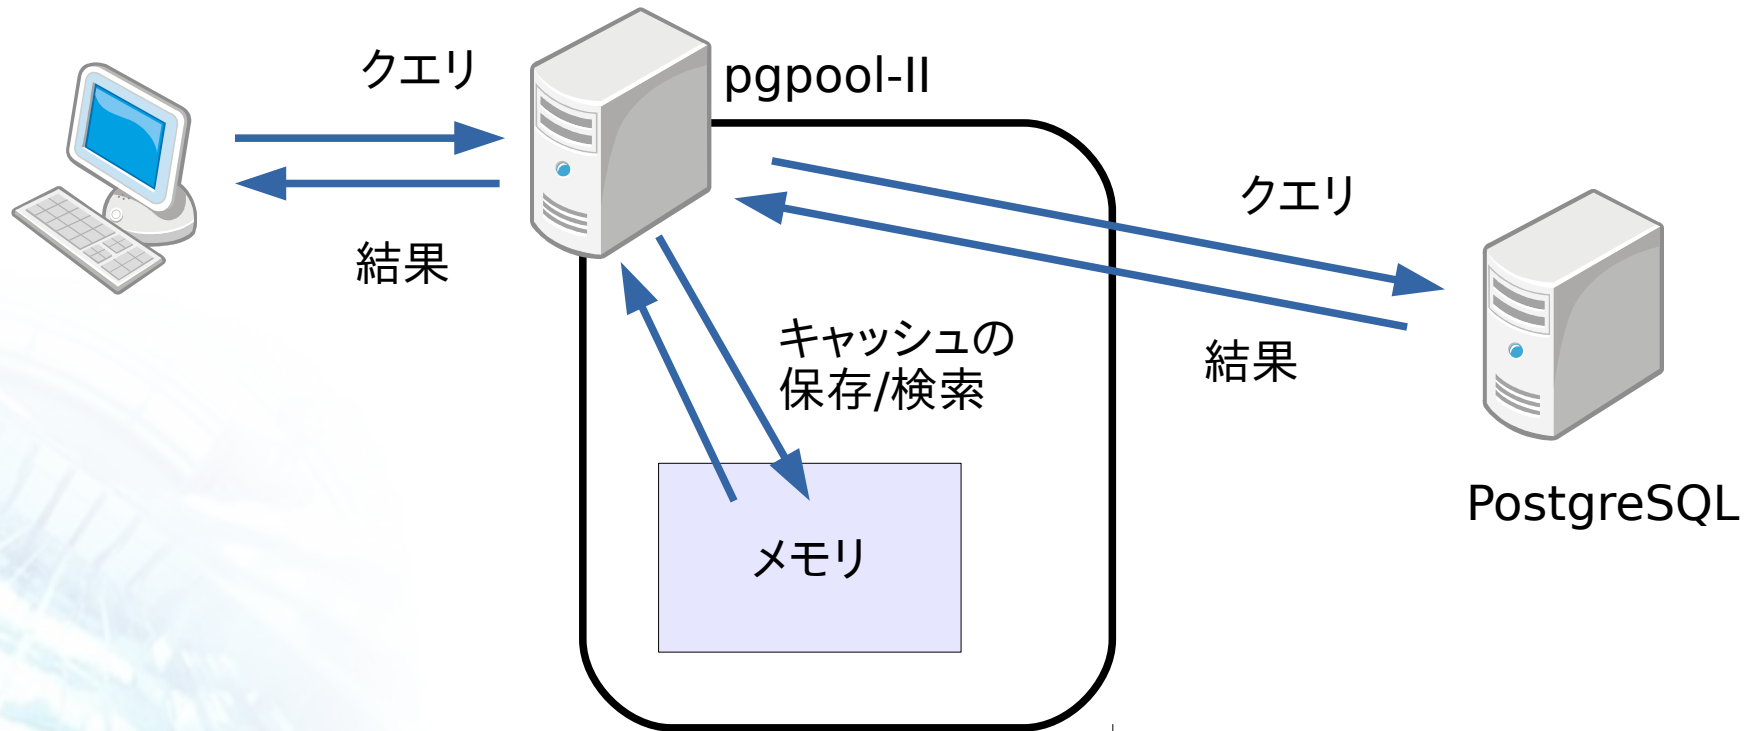 クエリ
pgpool-II
結果
クエリ
キャッシュの
保存/検索
結果
メモリ
PostgreSQL